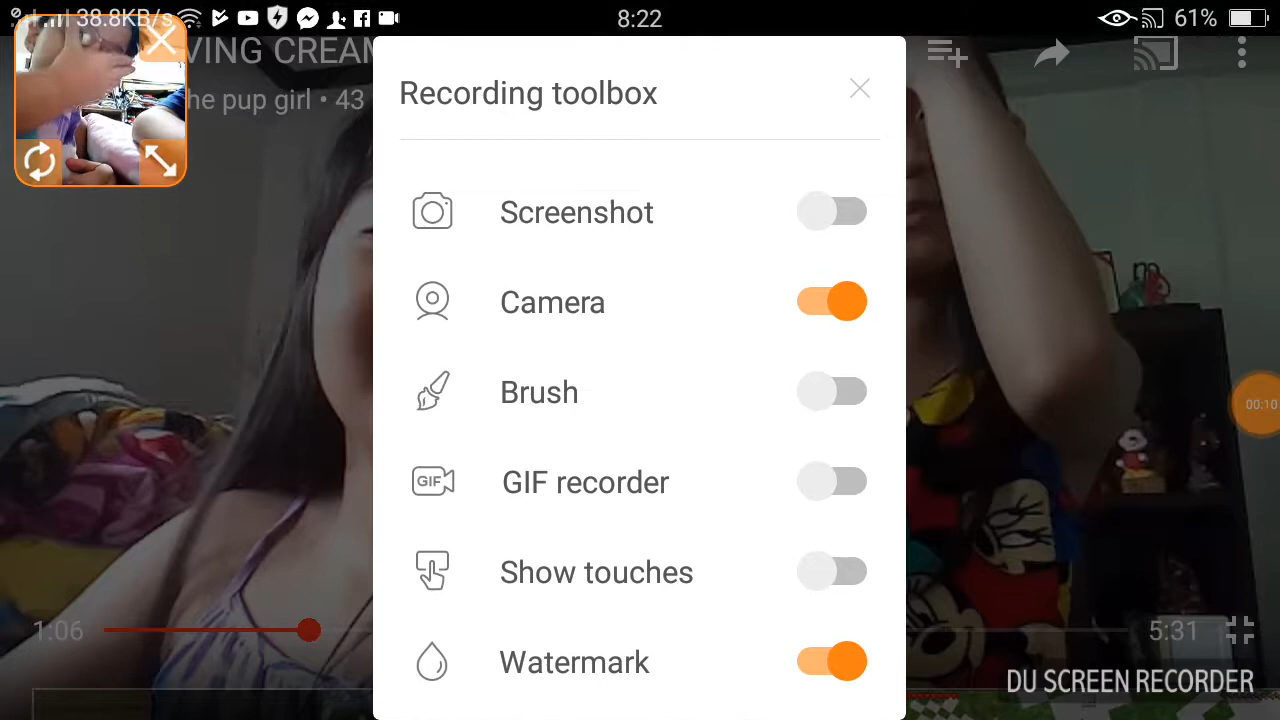 38.8KB/s 8:22 61%
VING CREAM
he pup girl • 43
Recording toolbox
Screenshot
Camera
Brush
GIF GIF recorder
00:10
Show touches
1:06 5:31
Watermark
DU SCREEN RECORDER